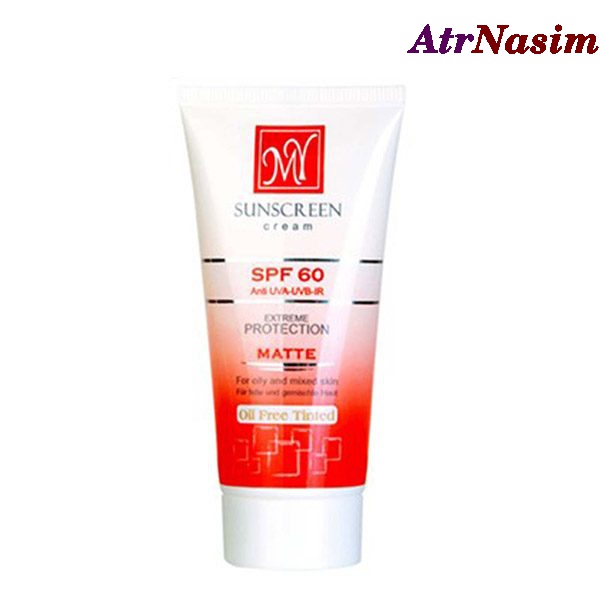 AtrNasim
MY
SUNSCREEN
cream
SPF 60
Anti UVA-UVB-IR
EXTREME
PROTECTION
MATTE
For oily and mixed skin
Für fette und gemischte Haut
Oil Free Tinted